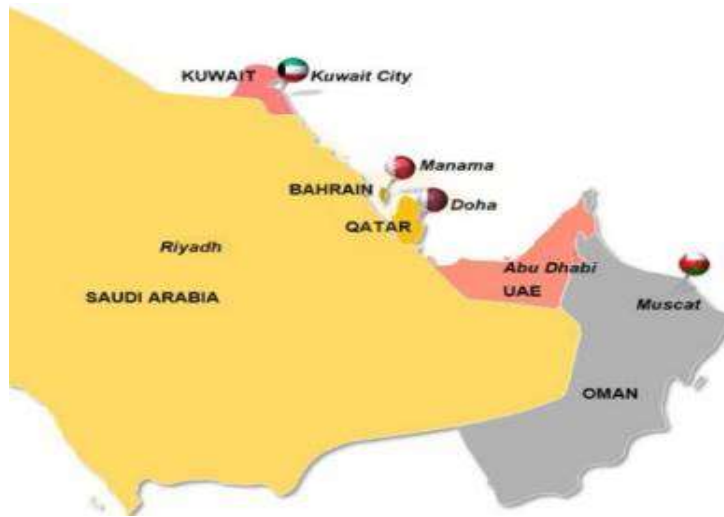 KUWAIT
Kuwait City
Manama
BAHRAIN
Doha
QATAR
Riyadh
Abu Dhabi
SAUDI ARABIA
UAE
Muscat
OMAN